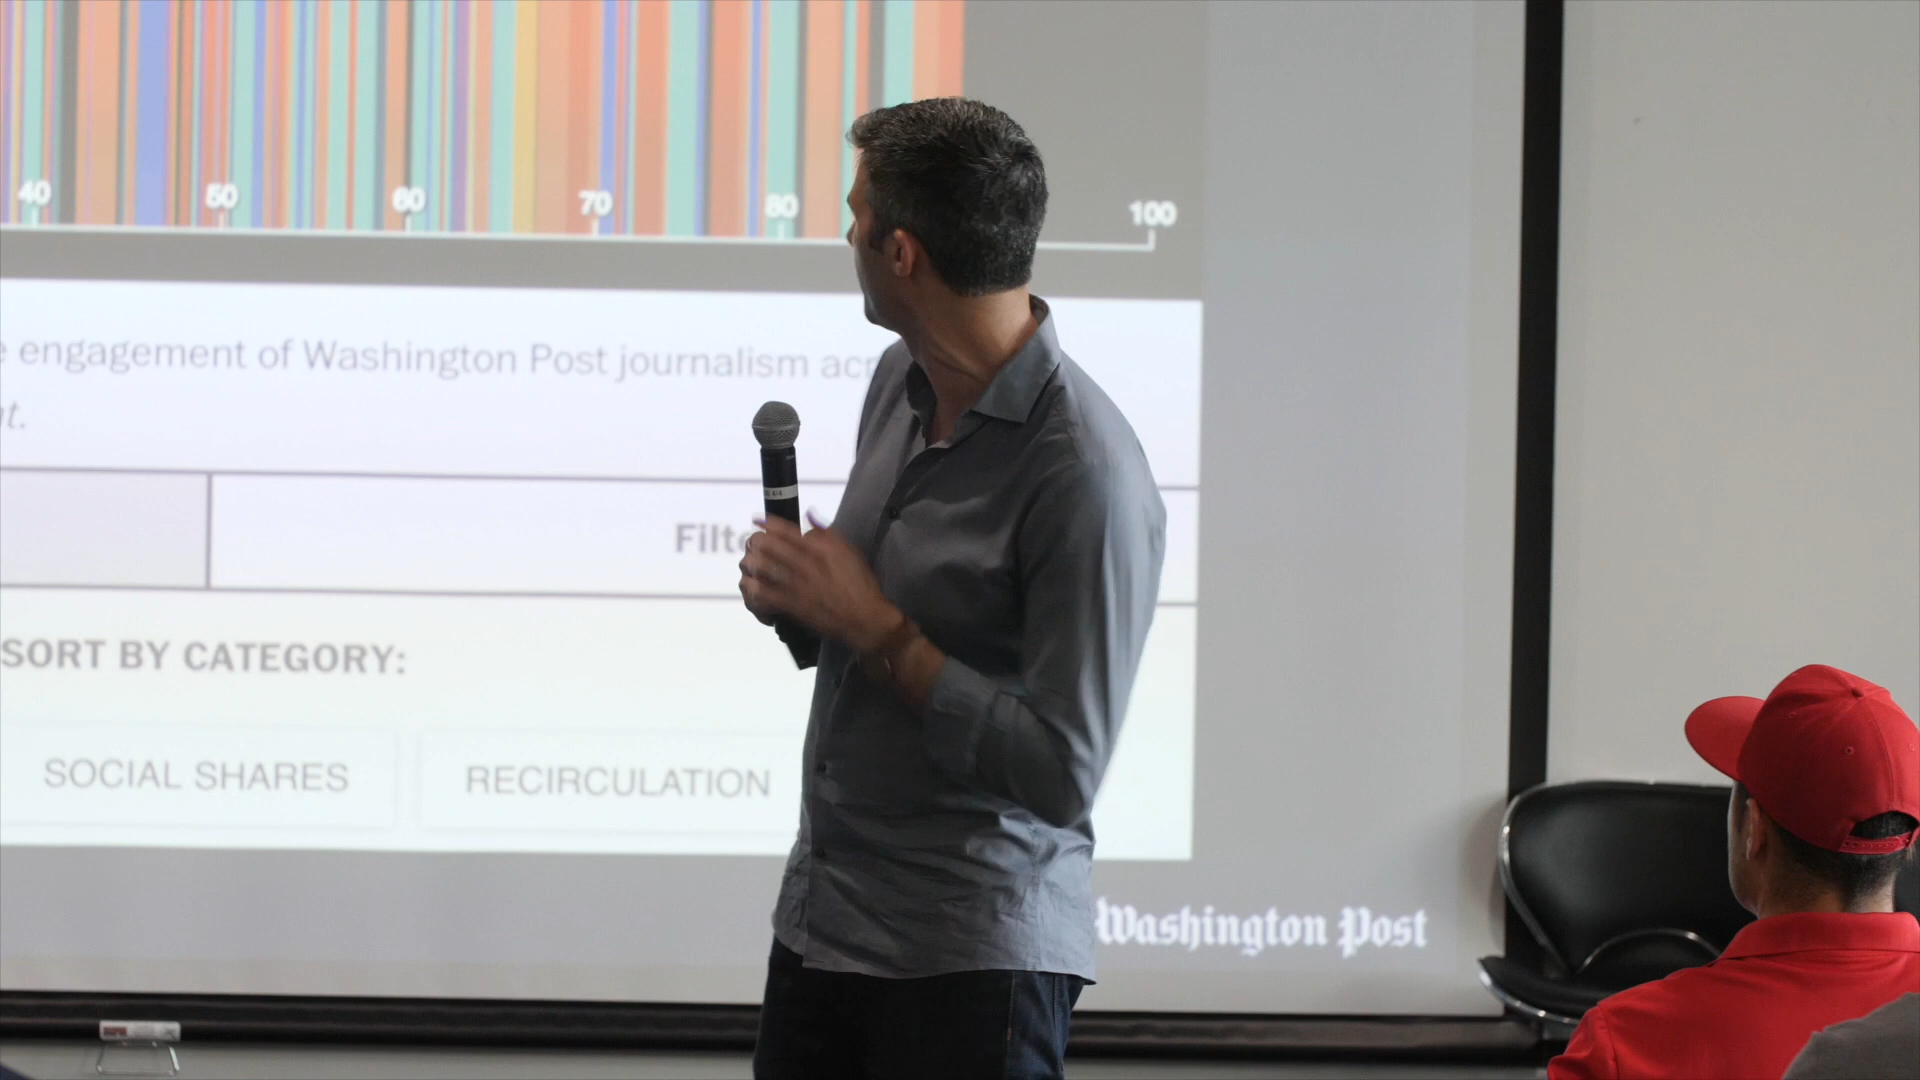 40 50 60 70 80 100
e engagement of Washington Post journalism acr
nt.
Filte
SORT BY CATEGORY:
SOCIAL SHARES RECIRCULATION
Washington Post